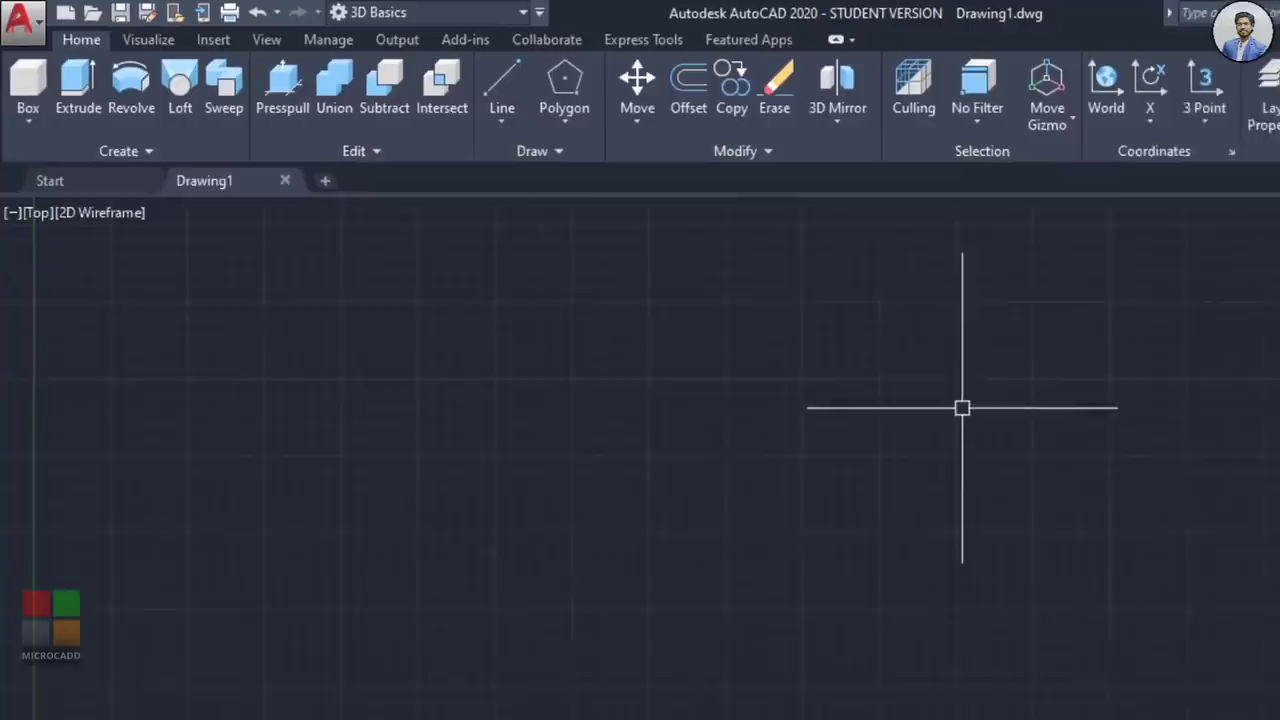 3D Basics
Autodesk AutoCAD 2020 - STUDENT VERSION Drawing1.dwg
Home Visualize Insert View Manage Output Add-ins Collaborate Express Tools Featured Apps
Box Extrude Revolve Loft Sweep Presspull Union Subtract Intersect Line Polygon Move Offset Copy Erase 3D Mirror Culling No Filter Move Gizmo World X 3 Point
Create Edit Draw Modify Selection Coordinates
Start Drawing1
[−][Top][2D Wireframe]
MICROCADD